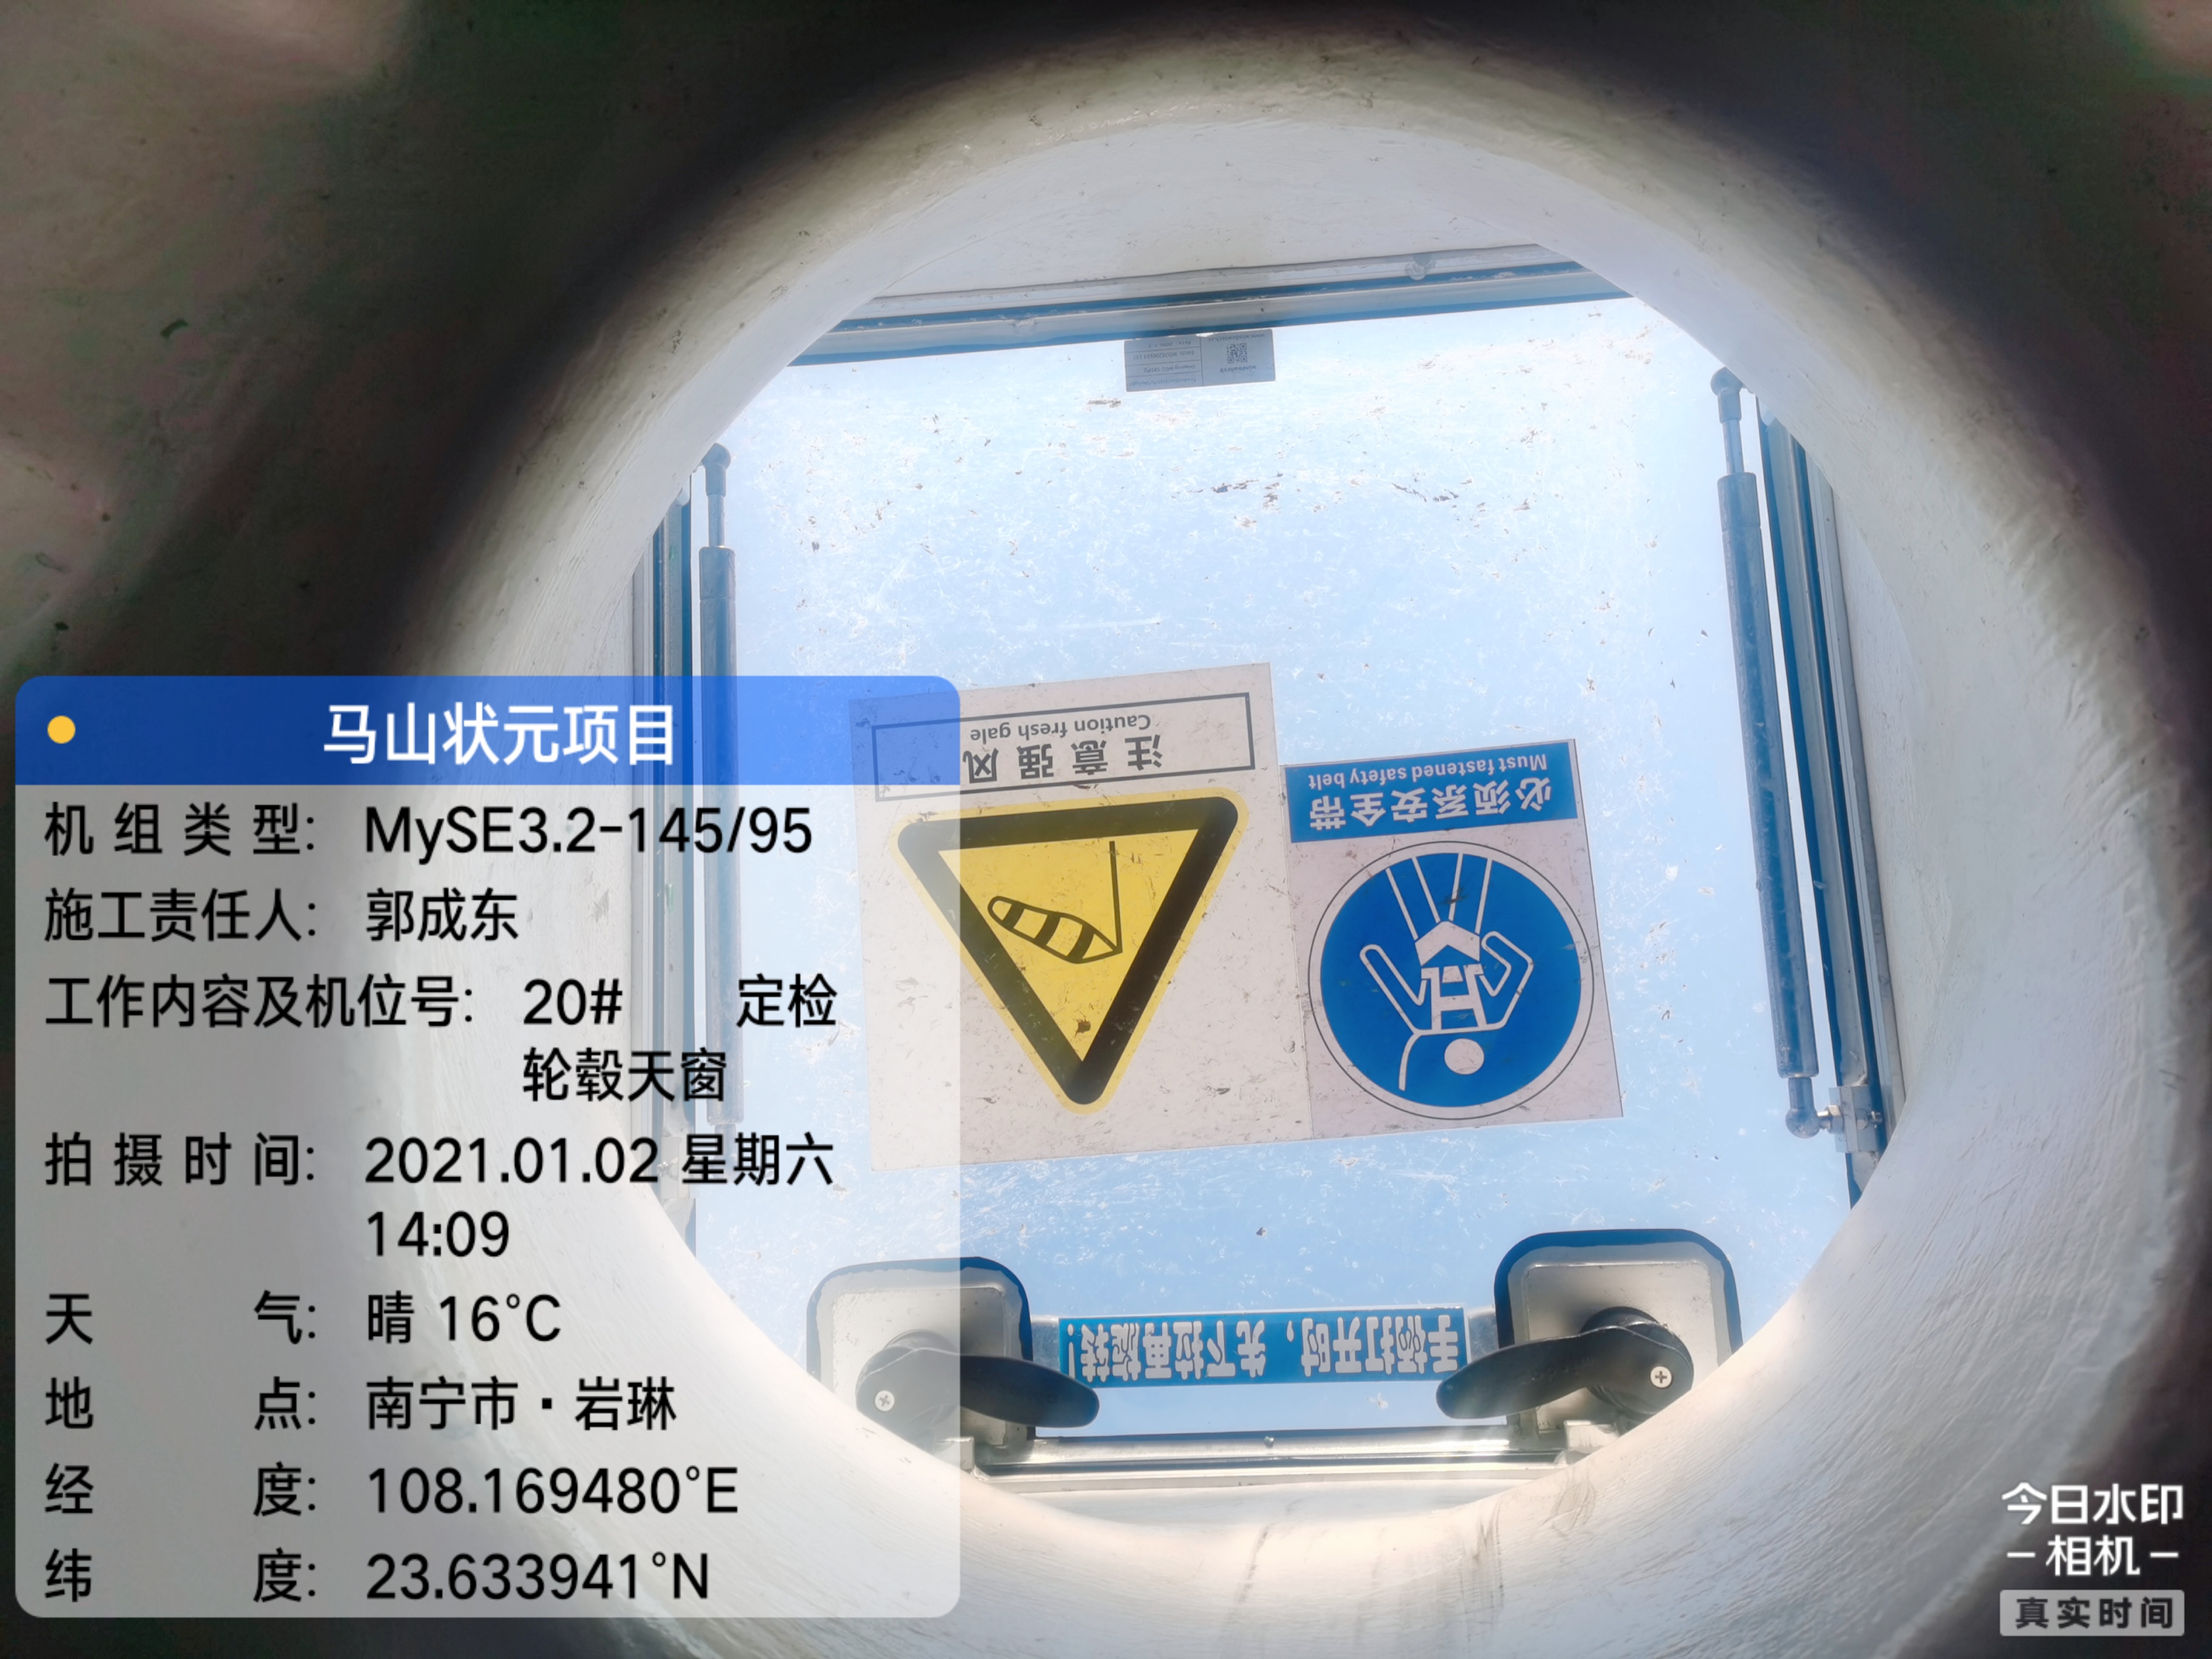 马山状元项目
机组类型: MySE3.2-145/95
施工责任人: 郭成东
工作内容及机位号: 20# 定检
轮毂天窗
拍摄时间: 2021.01.02 星期六
14:09
天气: 晴 16°C
地点: 南宁市·岩琳
经度: 108.169480°E
纬度: 23.633941°N
注意强风
Caution fresh gale
必须系安全带
Must fastened safety belt
手柄打开时，先下拉再旋转！
今日水印
-相机-
真实时间